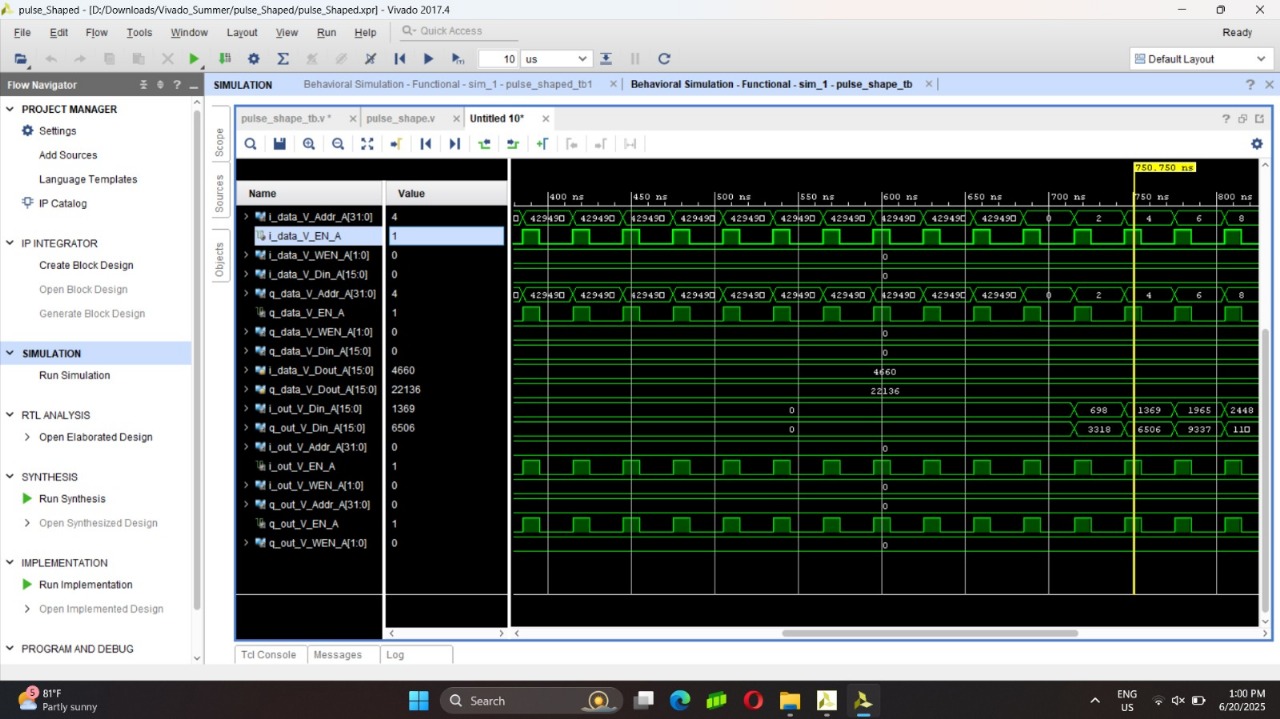 pulse_Shaped - [D:/Downloads/Vivado_Summer/pulse_Shaped/pulse_Shaped.xpr] - Vivado 2017.4
File Edit Flow Tools Window Layout View Run Help Quick Access Ready
10 us Default Layout
Flow Navigator
SIMULATION Behavioral Simulation - Functional - sim_1 - pulse_shaped_tb1 Behavioral Simulation - Functional - sim_1 - pulse_shape_tb
PROJECT MANAGER
Settings
Add Sources
Language Templates
IP Catalog
IP INTEGRATOR
Create Block Design
Open Block Design
Generate Block Design
SIMULATION
Run Simulation
RTL ANALYSIS
Open Elaborated Design
SYNTHESIS
Run Synthesis
Open Synthesized Design
IMPLEMENTATION
Run Implementation
Open Implemented Design
PROGRAM AND DEBUG
Scope
Sources
Objects
pulse_shape_tb.v * pulse_shape.v Untitled 10*
750.750 ns
Name Value 400 ns 450 ns 500 ns 550 ns 600 ns 650 ns 700 ns 750 ns 800 ns
i_data_V_Addr_A[31:0] 4 42949 42949 42949 42949 42949 42949 42949 42949 42949 42949 0 2 4 6 8
i_data_V_EN_A 1
i_data_V_WEN_A[1:0] 0 0
i_data_V_Din_A[15:0] 0 0
q_data_V_Addr_A[31:0] 4 42949 42949 42949 42949 42949 42949 42949 42949 42949 42949 0 2 4 6 8
q_data_V_EN_A 1
q_data_V_WEN_A[1:0] 0 0
q_data_V_Din_A[15:0] 0 0
i_data_V_Dout_A[15:0] 4660 4660
q_data_V_Dout_A[15:0] 22136 22136
i_out_V_Din_A[15:0] 1369 0 698 1369 1965 2448
q_out_V_Din_A[15:0] 6506 0 3318 6506 9337 110
i_out_V_Addr_A[31:0] 0 0
i_out_V_EN_A 1
i_out_V_WEN_A[1:0] 0 0
q_out_V_Addr_A[31:0] 0 0
q_out_V_EN_A 1
q_out_V_WEN_A[1:0] 0 0
Tcl Console Messages Log
5
81°F
Partly sunny
Search
ENG
US
1:00 PM
6/20/2025